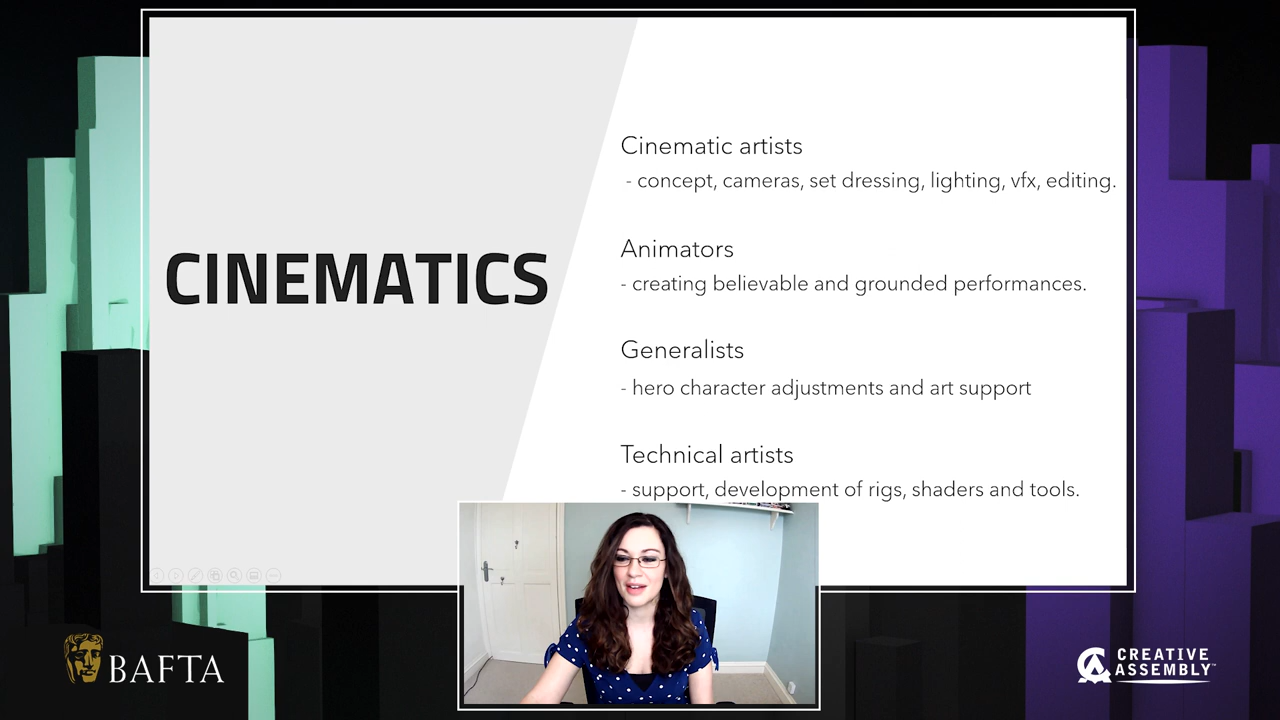 CINEMATICS
Cinematic artists
- concept, cameras, set dressing, lighting, vfx, editing.
Animators
- creating believable and grounded performances.
Generalists
- hero character adjustments and art support
Technical artists
- support, development of rigs, shaders and tools.
BAFTA
CREATIVE
ASSEMBLY™